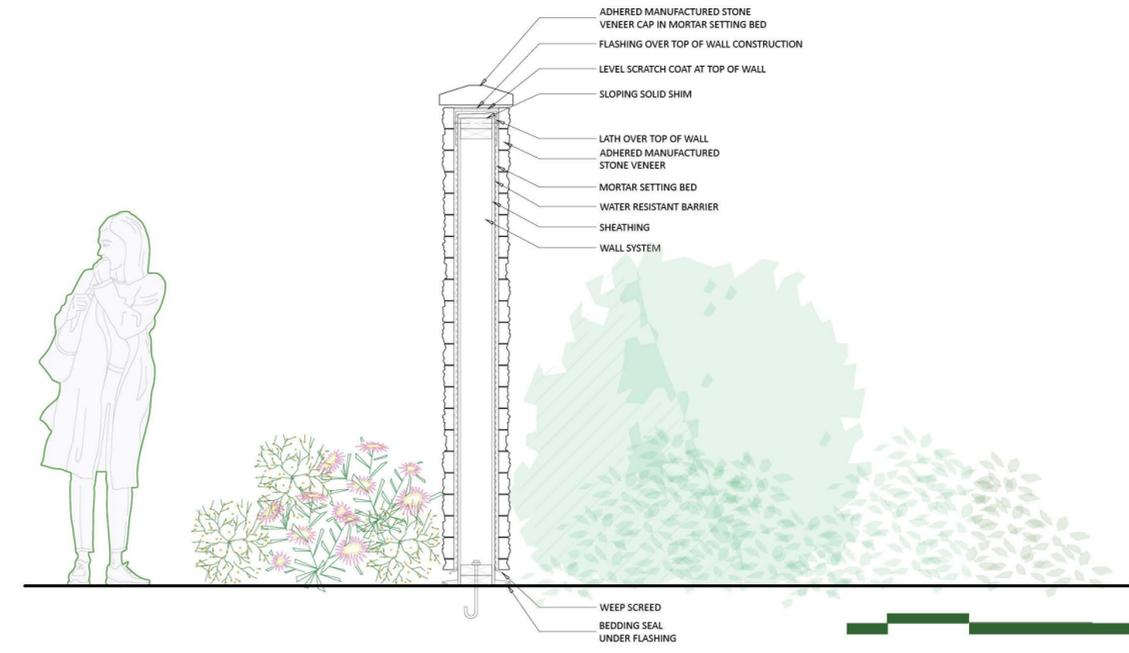 ADHERED MANUFACTURED STONE
VENEER CAP IN MORTAR SETTING BED
FLASHING OVER TOP OF WALL CONSTRUCTION
LEVEL SCRATCH COAT AT TOP OF WALL
SLOPING SOLID SHIM
LATH OVER TOP OF WALL
ADHERED MANUFACTURED
STONE VENEER
MORTAR SETTING BED
WATER RESISTANT BARRIER
SHEATHING
WALL SYSTEM
WEEP SCREED
BEDDING SEAL
UNDER FLASHING